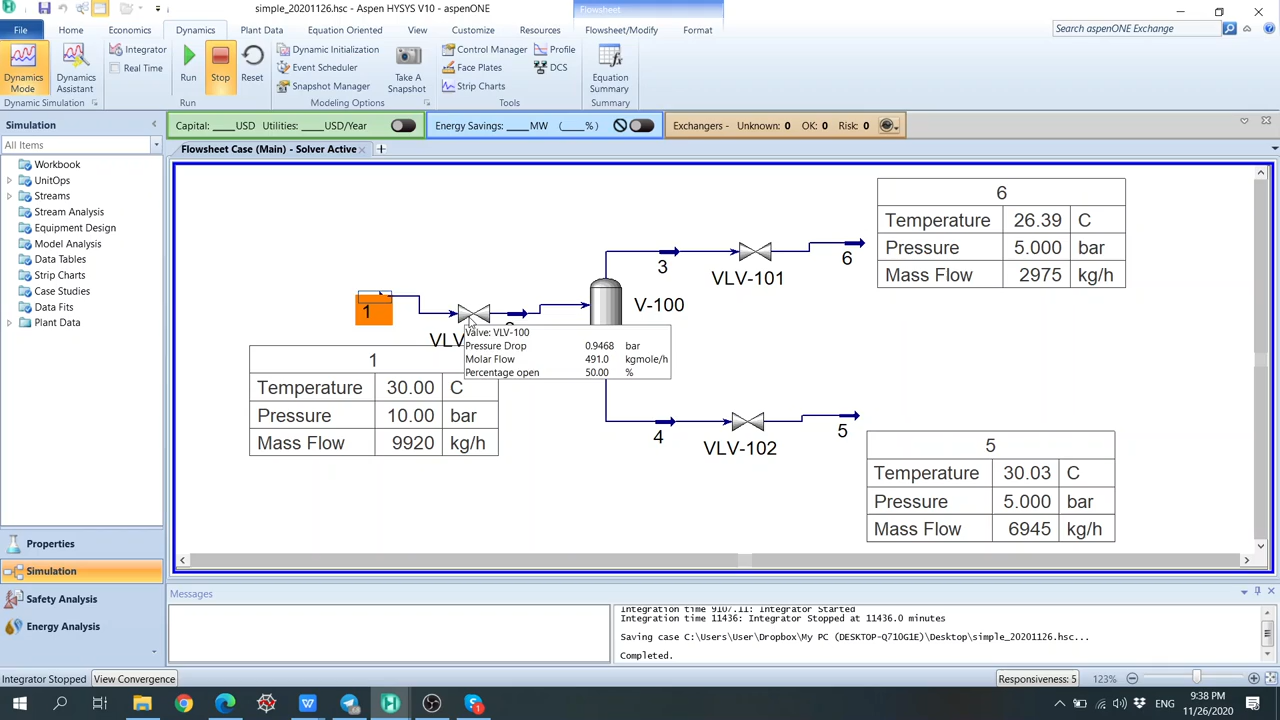 simple_20201126.hsc - Aspen HYSYS V10 - aspenONE
Flowsheet
File Home Economics Dynamics Plant Data Equation Oriented View Customize Resources Flowsheet/Modify Format
Search aspenONE Exchange
Dynamics Mode
Dynamics Assistant
Integrator
Real Time
Run
Stop
Reset
Dynamics Initialization
Event Scheduler
Snapshot Manager
Take A Snapshot
Control Manager
Face Plates
Strip Charts
Profile
DCS
Equation Summary
Dynamic Simulation Run Modeling Options Tools Summary
Simulation
Capital: ____USD Utilities: ____USD/Year
Energy Savings: ____MW (____%)
Exchangers - Unknown: 0 OK: 0 Risk: 0
All Items
Flowsheet Case (Main) - Solver Active
Workbook
UnitOps
Streams
Stream Analysis
Equipment Design
Model Analysis
Data Tables
Strip Charts
Case Studies
Data Fits
Plant Data
Properties
Simulation
Safety Analysis
Energy Analysis
6
Temperature 26.39 C
Pressure 5.000 bar
Mass Flow 2975 kg/h
3
VLV-101
6
1
V-100
VLV
Valve: VLV-100
Pressure Drop 0.9468 bar
Molar Flow 491.0 kgmole/h
Percentage open 50.00 %
1
Temperature 30.00 C
Pressure 10.00 bar
Mass Flow 9920 kg/h
4
VLV-102
5
5
Temperature 30.03 C
Pressure 5.000 bar
Mass Flow 6945 kg/h
Messages
Integration time 9107.11: Integrator Started
Integration time 11436: Integrator Stopped at 11436.0 minutes
Saving case C:\Users\User\Dropbox\My PC (DESKTOP-Q710G1E)\Desktop\simple_20201126.hsc...
Completed.
Integrator Stopped View Convergence
Responsiveness: 5 123%
ENG
9:38 PM
11/26/2020